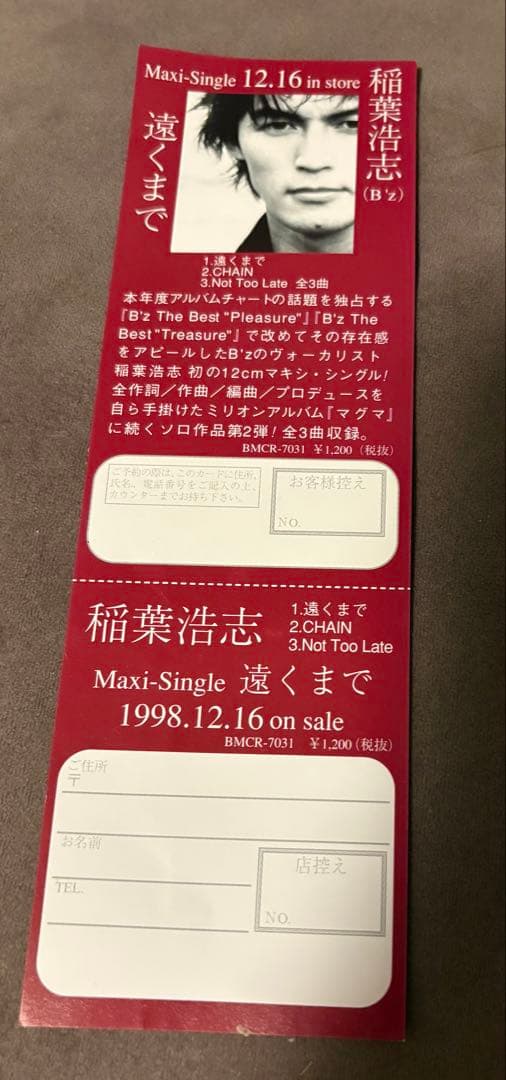 Maxi-Single 12.16 in store
稲葉浩志
(B'z)
遠くまで
1.遠くまで
2.CHAIN
3.Not Too Late 全3曲
本年度アルバムチャートの話題を独占する
『B'z The Best "Pleasure"』『B'z The
Best "Treasure"』で改めてその存在感
をアピールしたB'zのヴォーカリスト
稲葉浩志 初の12cmマキシ・シングル!
全作詞/作曲/編曲/プロデュースを
自ら手掛けたミリオンアルバム『マグマ』
に続くソロ作品第2弾! 全3曲収録。
BMCR-7031 ¥1,200 (税抜)
ご予約の際は、このカードに住所、
氏名、電話番号をご記入の上、
カウンターまでお持ち下さい。
お客様控え
NO.
稲葉浩志
1.遠くまで
2.CHAIN
3.Not Too Late
Maxi-Single 遠くまで
1998.12.16 on sale
BMCR-7031 ¥1,200 (税抜)
ご住所
〒
お名前
TEL.
店控え
NO.